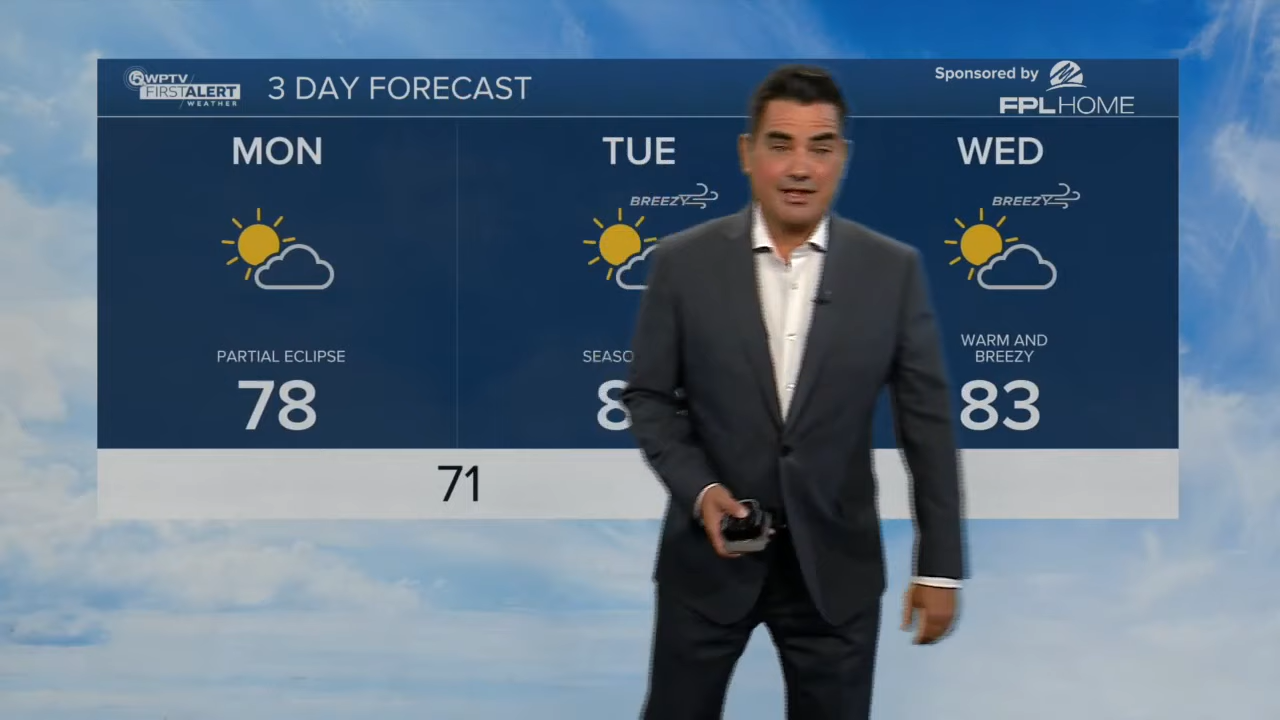 5 WPTV
FIRST ALERT
WEATHER
3 DAY FORECAST
Sponsored by
FPL HOME
MON
TUE
WED
BREEZY
BREEZY
PARTIAL ECLIPSE
WARM AND
BREEZY
78
83
71